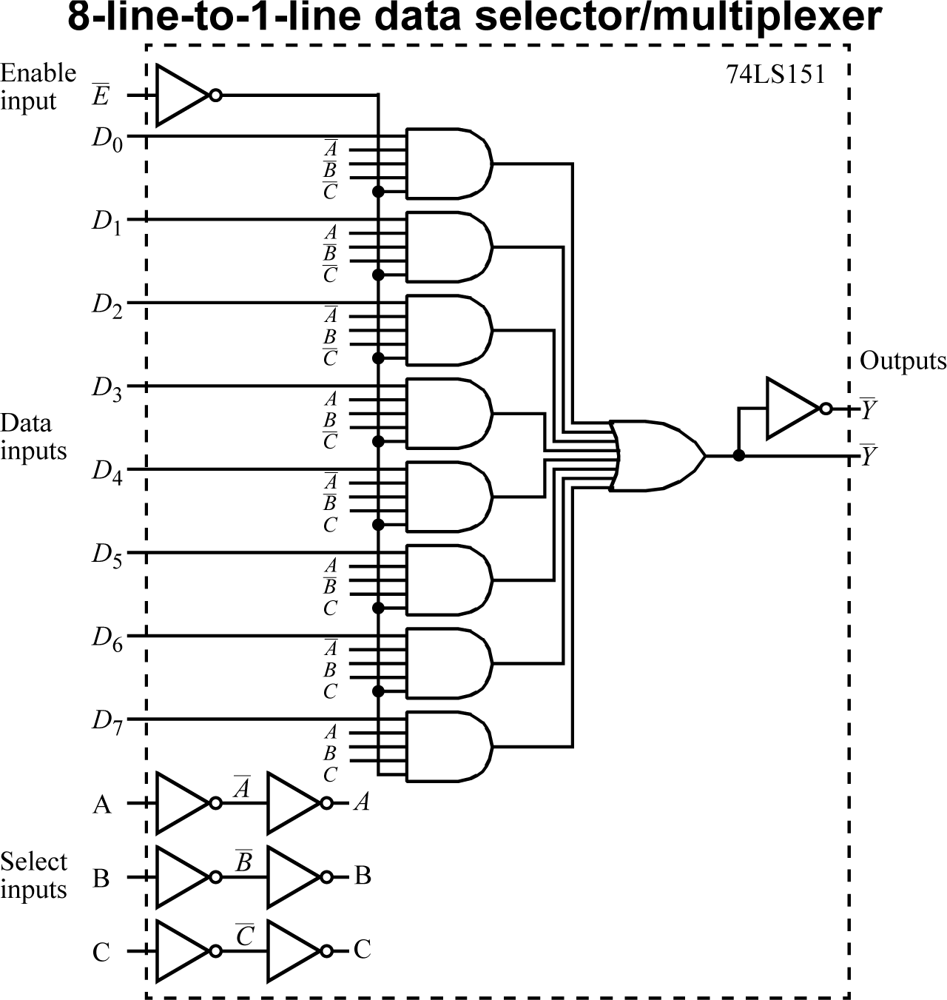 8-line-to-1-line data selector/multiplexer
74LS151
Enable
input
E̅
D₀
A̅
B̅
C̅
D₁
A
B̅
C̅
D₂
A̅
B
C̅
D₃
A
B
C̅
Data
inputs
D₄
A̅
B̅
C
D₅
A
B̅
C
D₆
A̅
B
C
D₇
A
B
C
Outputs
Y̅
Y̅
Select
inputs
A A̅ A
B B̅ B
C C̅ C